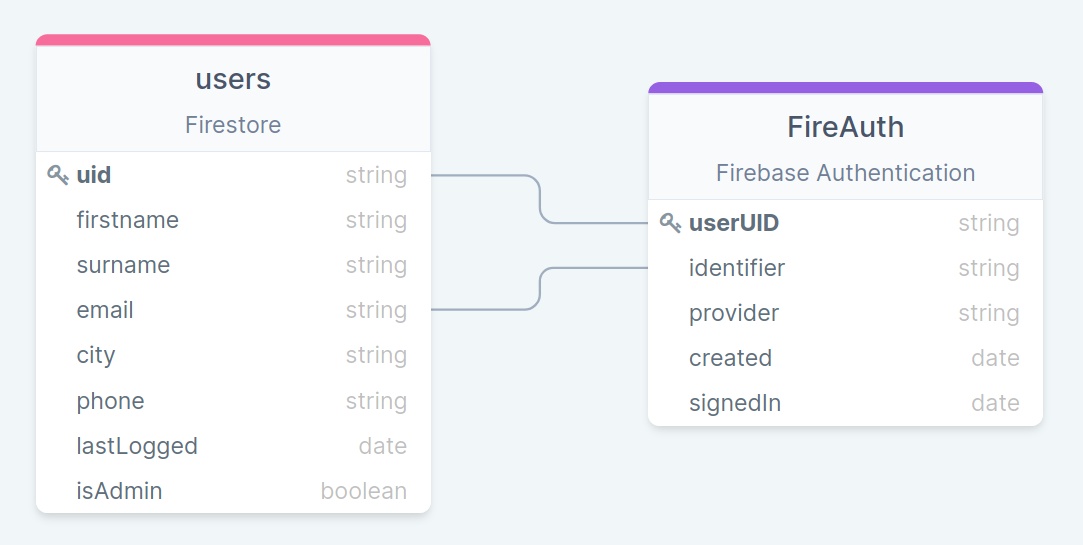 users
Firestore
uid string
firstname string
surname string
email string
city string
phone string
lastLogged date
isAdmin boolean
FireAuth
Firebase Authentication
userUID string
identifier string
provider string
created date
signedIn date